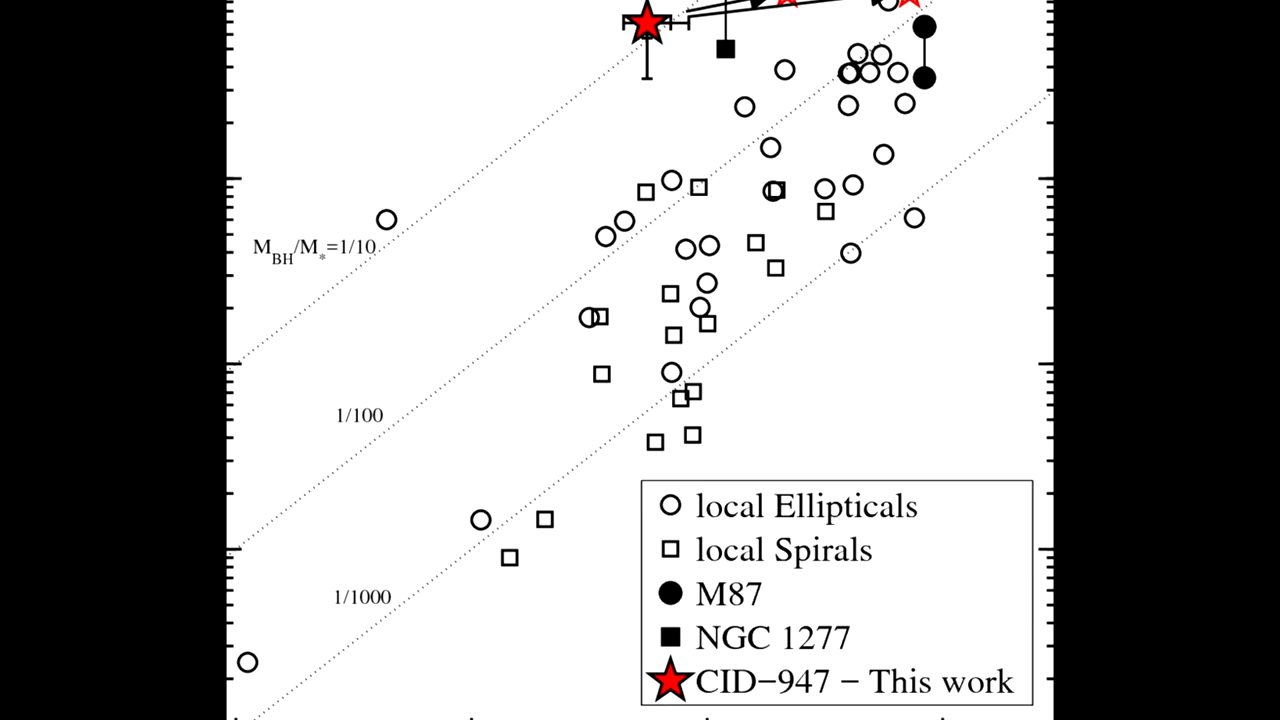 M_BH/M_*=1/10
1/100
1/1000
local Ellipticals
local Spirals
M87
NGC 1277
CID−947 − This work